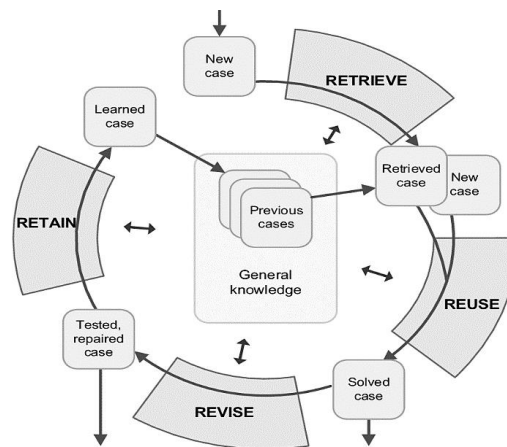 New
case
RETRIEVE
Learned
case
Retrieved
case
New
case
Previous
cases
RETAIN
General
knowledge
REUSE
Tested,
repaired
case
Solved
case
REVISE